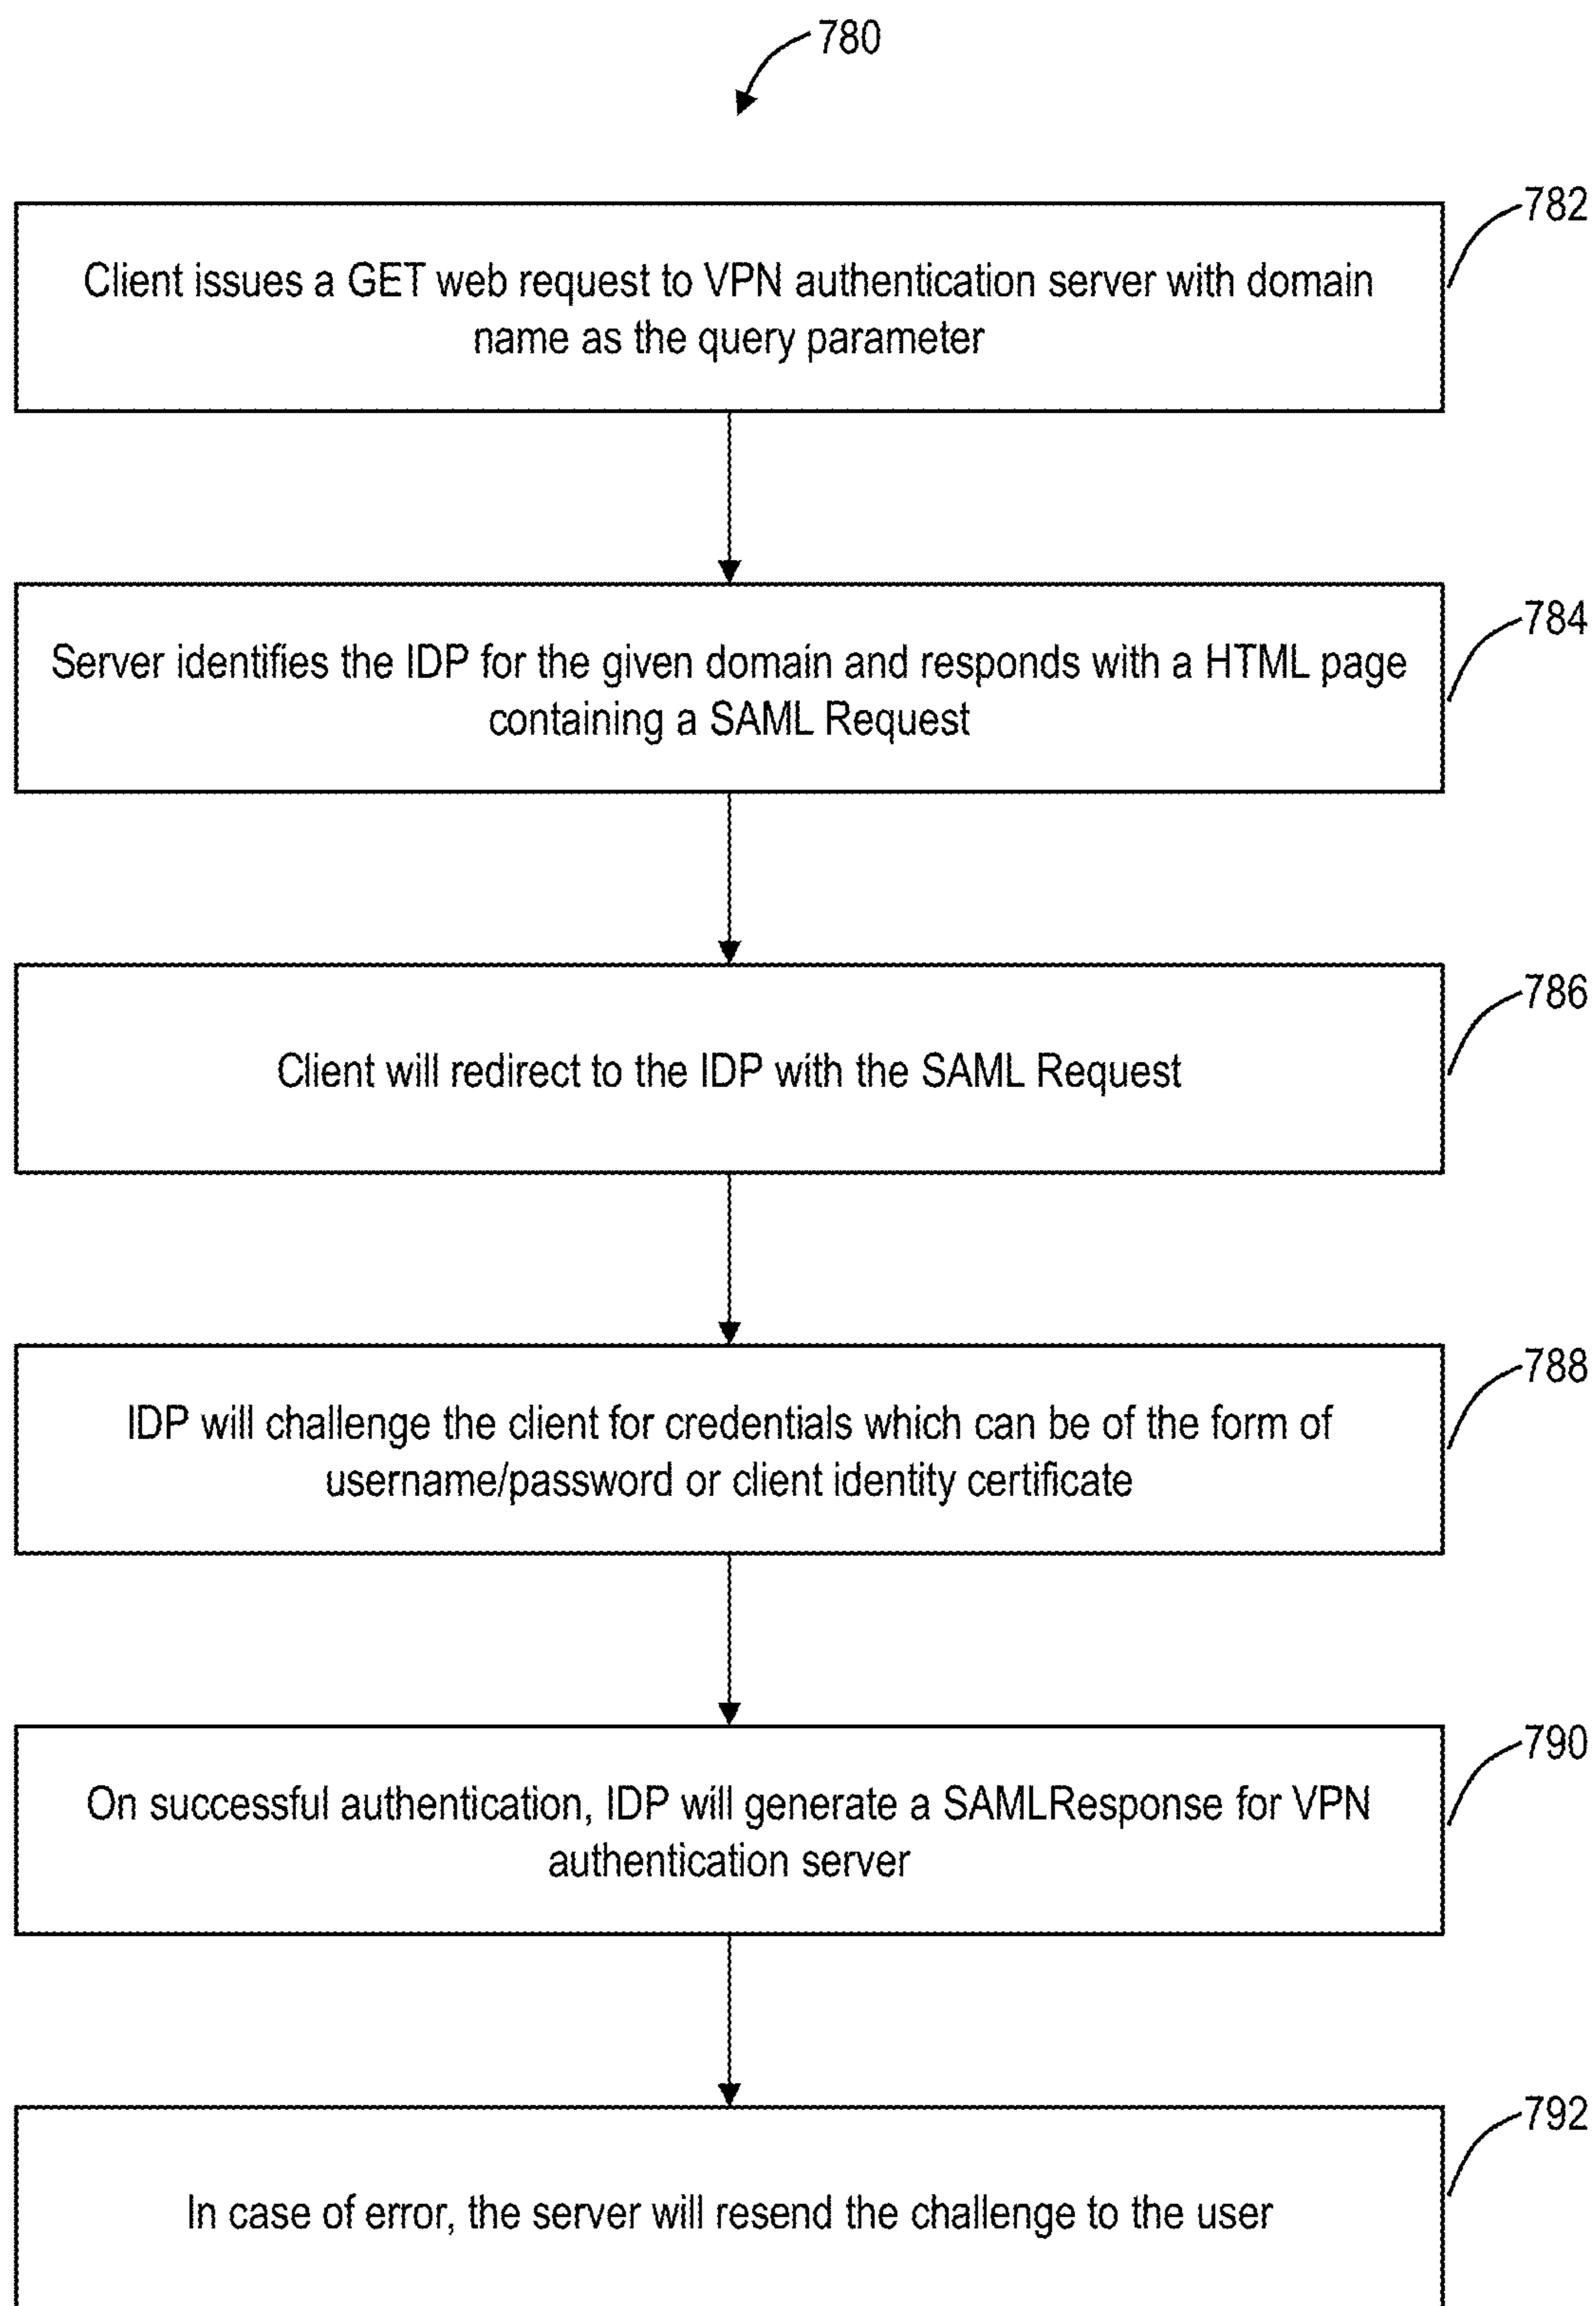 780
782
Client issues a GET web request to VPN authentication server with domain
name as the query parameter
784
Server identifies the IDP for the given domain and responds with a HTML page
containing a SAML Request
786
Client will redirect to the IDP with the SAML Request
788
IDP will challenge the client for credentials which can be of the form of
username/password or client identity certificate
790
On successful authentication, IDP will generate a SAMLResponse for VPN
authentication server
792
In case of error, the server will resend the challenge to the user